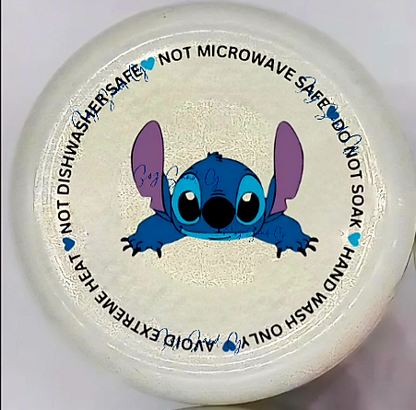 NOT MICROWAVE SAFE
DO NOT SOAK
HAND WASH ONLY
AVOID EXTREME HEAT
NOT DISHWASHER SAFE